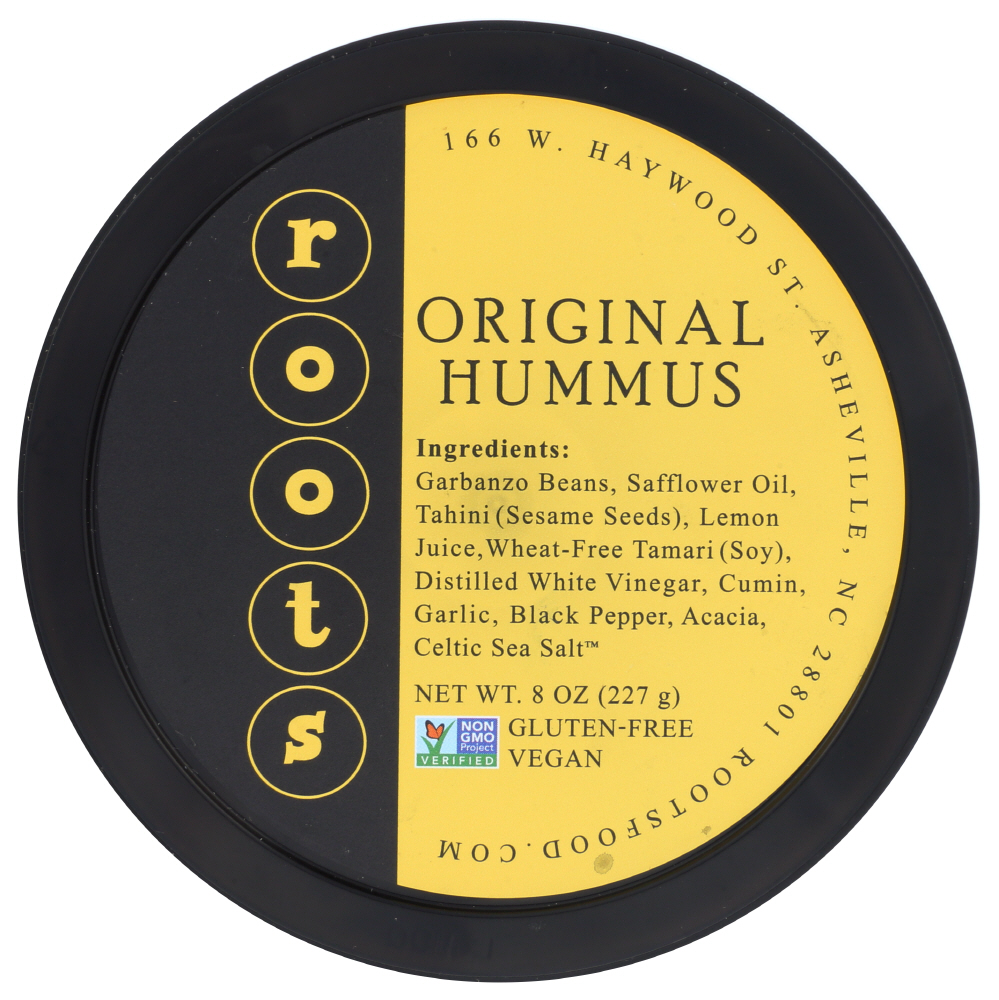 roots
166 W. HAYWOOD ST. ASHEVILLE, NC 28801 ROOTSFOOD.COM
ORIGINAL
HUMMUS
Ingredients:
Garbanzo Beans, Safflower Oil,
Tahini (Sesame Seeds), Lemon
Juice,Wheat-Free Tamari (Soy),
Distilled White Vinegar, Cumin,
Garlic, Black Pepper, Acacia,
Celtic Sea Salt™
NET WT. 8 OZ (227 g)
NON
GMO
Project
VERIFIED
GLUTEN-FREE
VEGAN